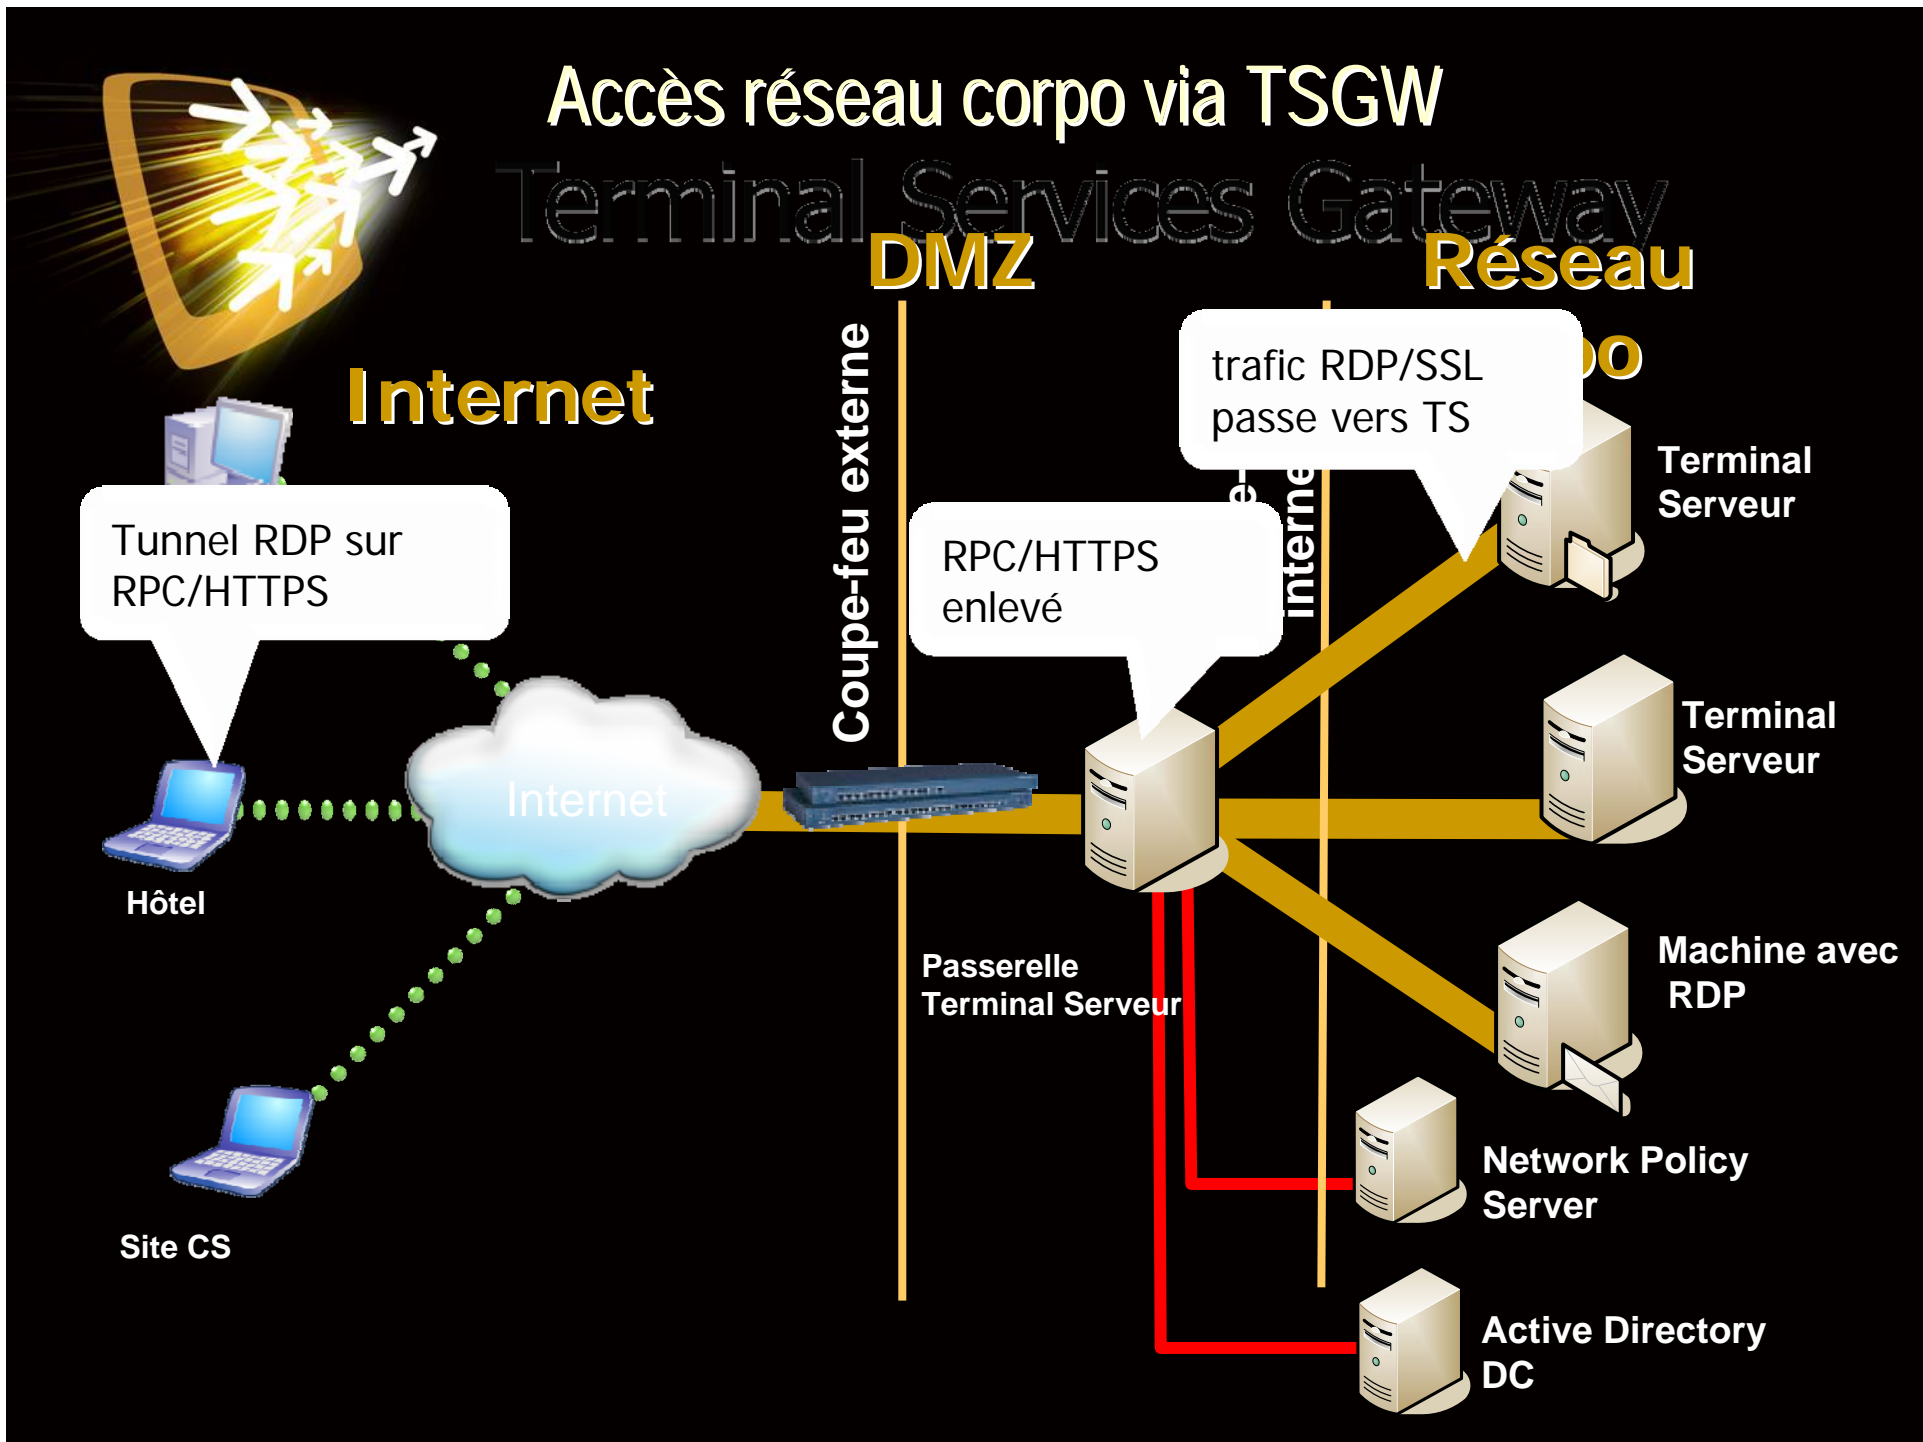 Accès réseau corpo via TSGW
Terminal Services Gateway
DMZ
Réseau
Internet
Coupe-feu externe
interne
trafic RDP/SSL
passe vers TS
Tunnel RDP sur
RPC/HTTPS
RPC/HTTPS
enlevé
Terminal
Serveur
Internet
Terminal
Serveur
Hôtel
Passerelle
Terminal Serveur
Machine avec
RDP
Network Policy
Server
Site CS
Active Directory
DC